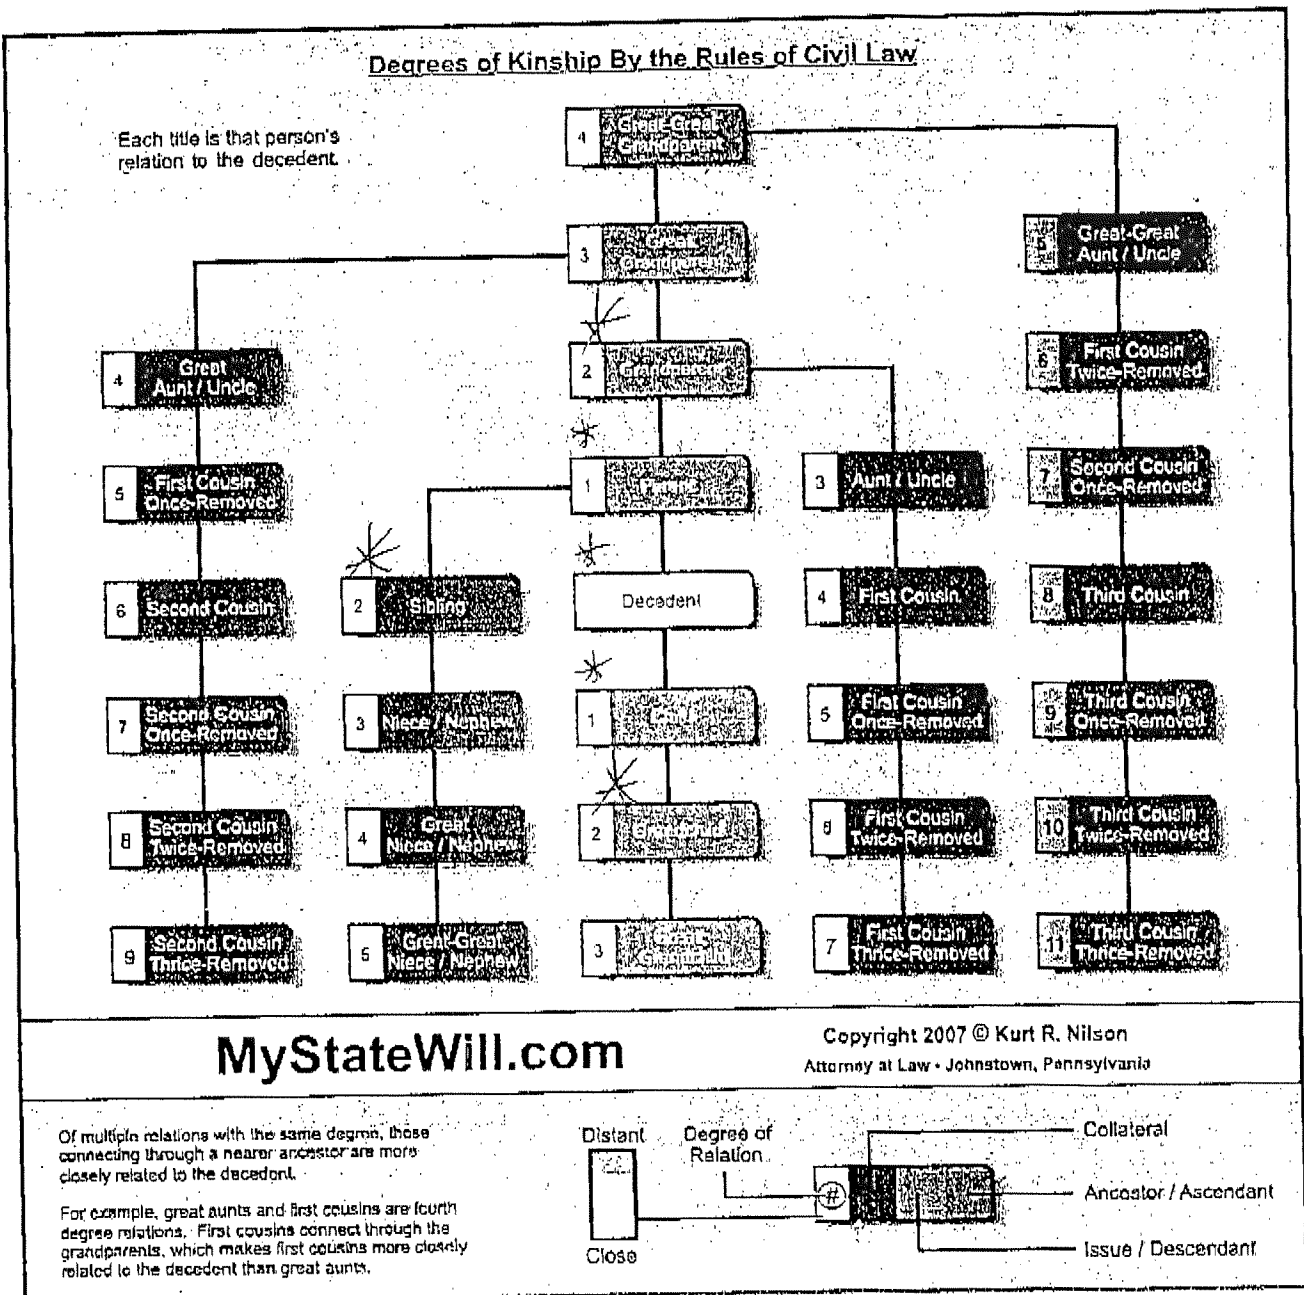 Degrees of Kinship By the Rules of Civil Law
Each title is that person's
relation to the decedent.
4 Great-Great
Grandparent
3 Great
Grandparent
2 Grandparent
1 Parent
Decedent
1 Child
2 Grandchild
3 Great
Grandchild
4 Great
Aunt / Uncle
5 First Cousin
Once-Removed
6 Second Cousin
7 Second Cousin
Once-Removed
8 Second Cousin
Twice-Removed
9 Second Cousin
Thrice-Removed
2 Sibling
3 Niece / Nephew
4 Great
Niece / Nephew
5 Great-Great
Niece / Nephew
3 Aunt / Uncle
4 First Cousin
5 First Cousin
Once-Removed
6 First Cousin
Twice-Removed
7 First Cousin
Thrice-Removed
5 Great-Great
Aunt / Uncle
6 First Cousin
Twice-Removed
7 Second Cousin
Once-Removed
8 Third Cousin
9 Third Cousin
Once-Removed
10 Third Cousin
Twice-Removed
11 Third Cousin
Thrice-Removed
MyStateWill.com
Copyright 2007 © Kurt R. Nilson
Attorney at Law • Johnstown, Pennsylvania
Of multiple relations with the same degree, those
connecting through a nearer ancestor are more
closely related to the decedent.
For example, great aunts and first cousins are fourth
degree relations. First cousins connect through the
grandparents, which makes first cousins more closely
related to the decedent than great aunts.
Distant
Close
Degree of
Relation
#
Collateral
Ancestor / Ascendant
Issue / Descendant